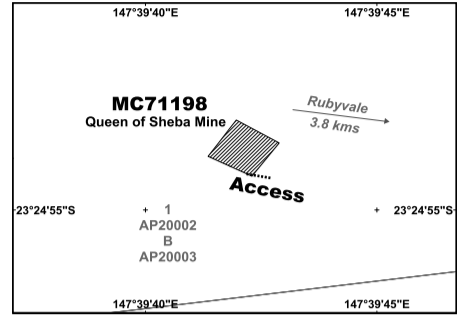 147°39'40"E 147°39'45"E
MC71198
Queen of Sheba Mine
Rubyvale
3.8 kms
Access
23°24'55"S 23°24'55"S
1
AP20002
B
AP20003
147°39'40"E 147°39'45"E